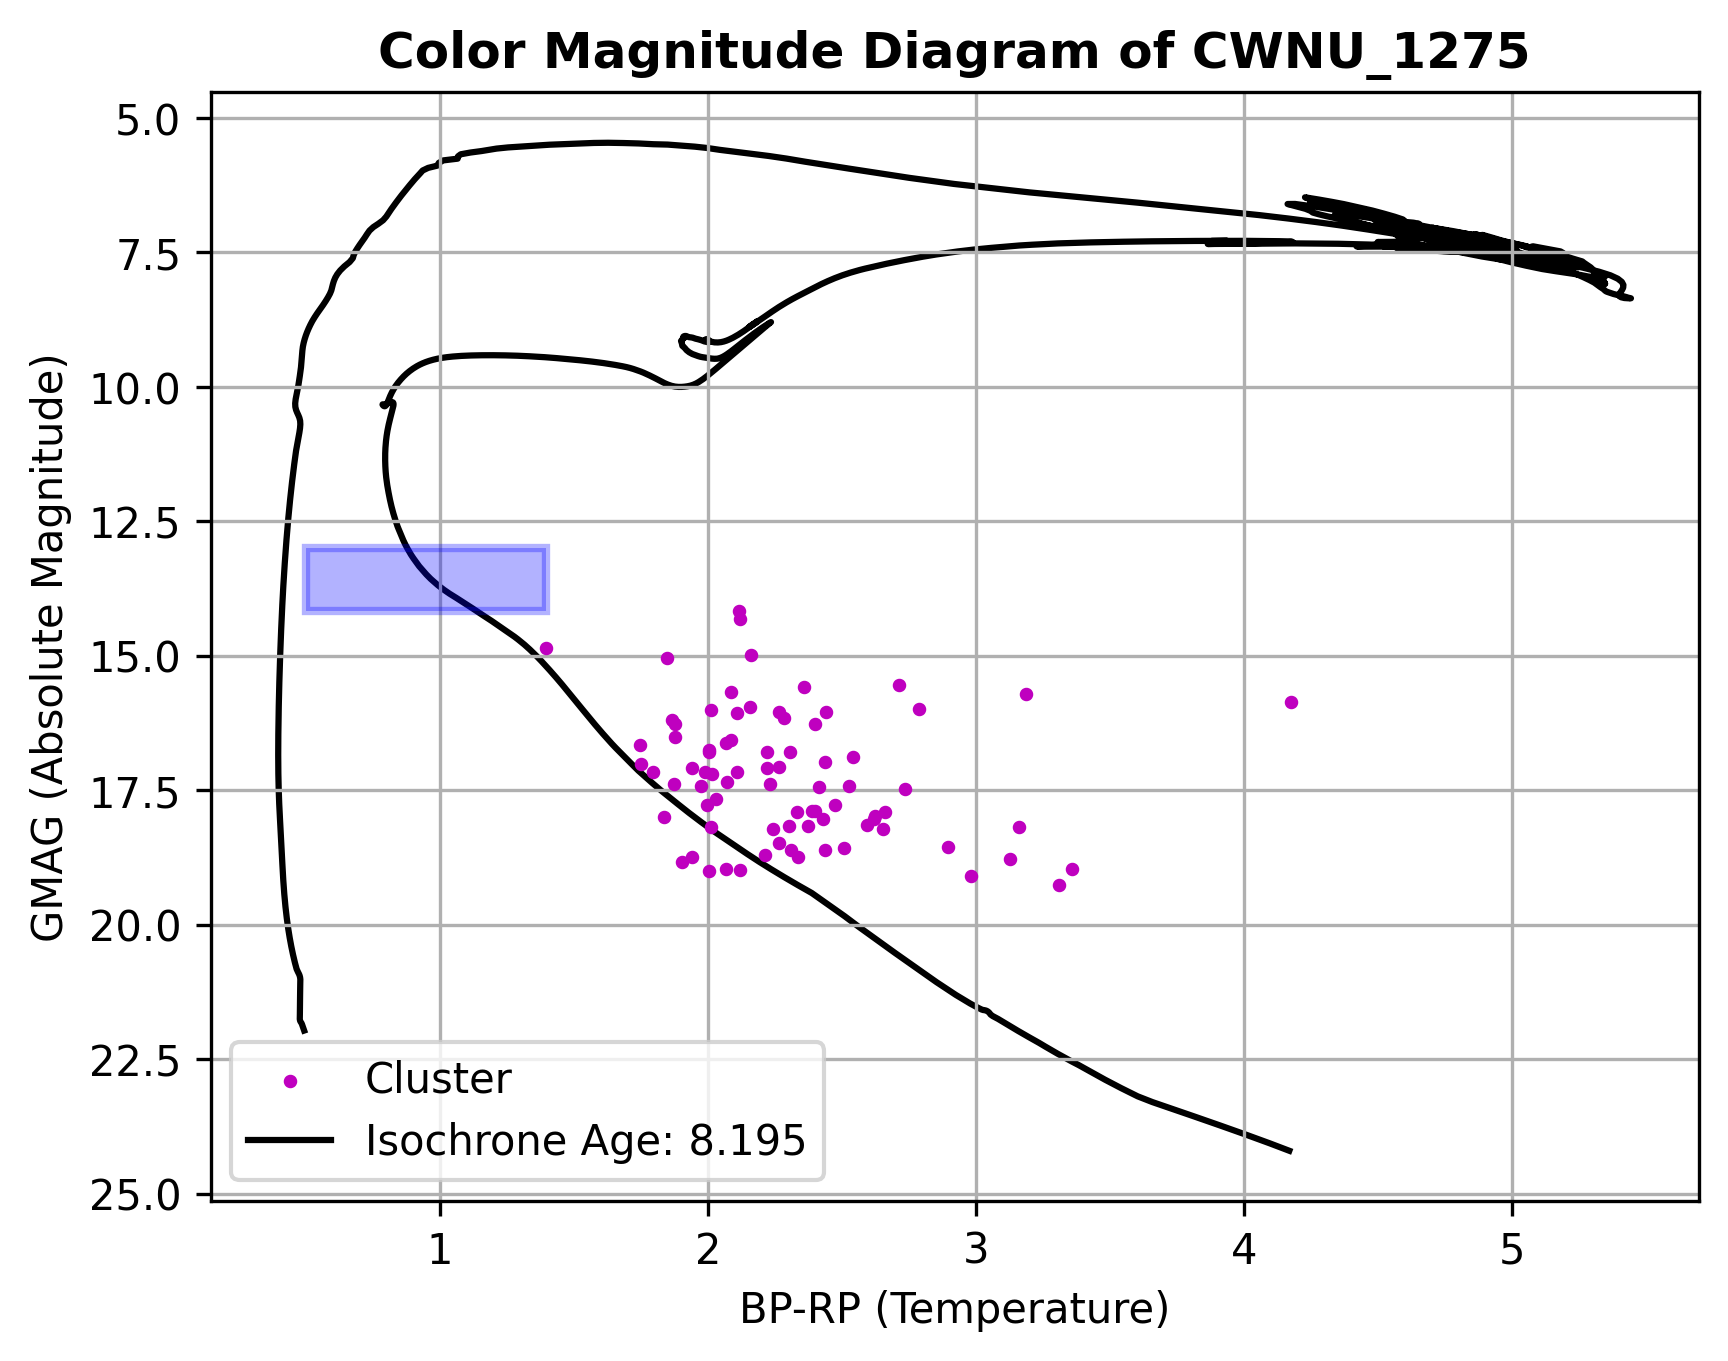 Color Magnitude Diagram of CWNU_1275
GMAG (Absolute Magnitude)
5.0
7.5
10.0
12.5
15.0
17.5
20.0
22.5
25.0
Cluster
Isochrone Age: 8.195
1 2 3 4 5
BP-RP (Temperature)